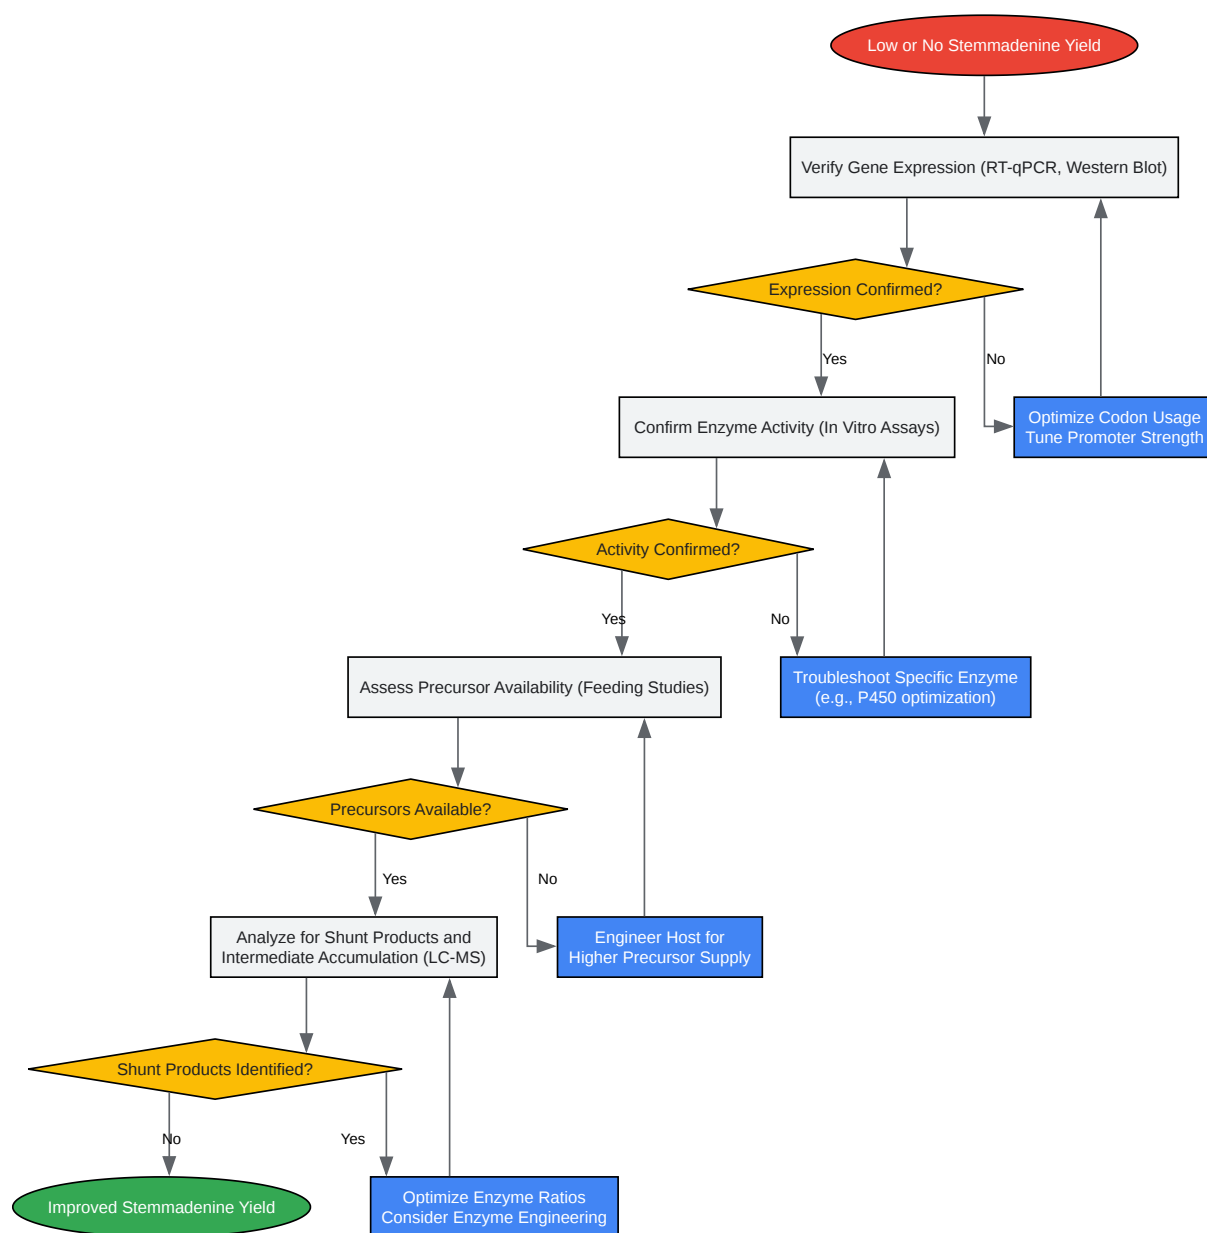 Low or No Stemmadenine Yield
Verify Gene Expression (RT-qPCR, Western Blot)
Expression Confirmed?
Yes
No
Optimize Codon Usage
Tune Promoter Strength
Confirm Enzyme Activity (In Vitro Assays)
Activity Confirmed?
Yes
No
Troubleshoot Specific Enzyme
(e.g., P450 optimization)
Assess Precursor Availability (Feeding Studies)
Precursors Available?
Yes
No
Engineer Host for
Higher Precursor Supply
Analyze for Shunt Products and
Intermediate Accumulation (LC-MS)
Shunt Products Identified?
No
Yes
Improved Stemmadenine Yield
Optimize Enzyme Ratios
Consider Enzyme Engineering